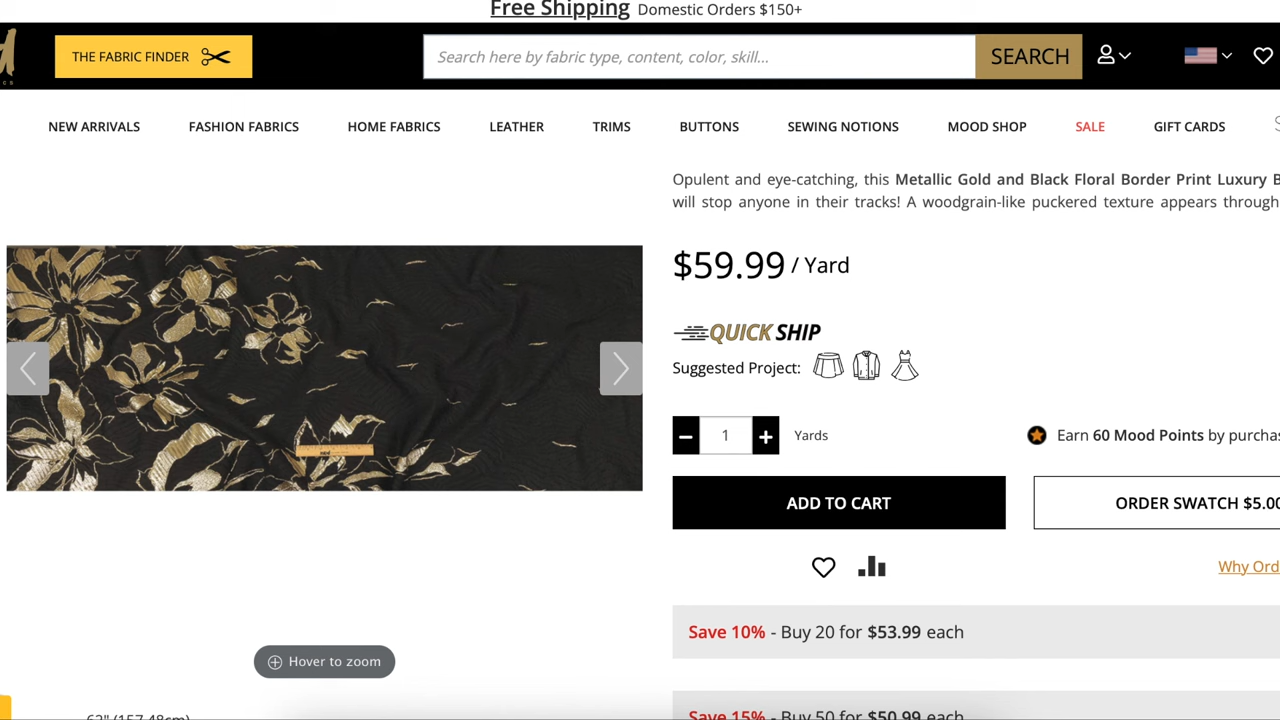 Free Shipping Domestic Orders $150+
THE FABRIC FINDER
Search here by fabric type, content, color, skill...
SEARCH
NEW ARRIVALS
FASHION FABRICS
HOME FABRICS
LEATHER
TRIMS
BUTTONS
SEWING NOTIONS
MOOD SHOP
SALE
GIFT CARDS
Opulent and eye-catching, this Metallic Gold and Black Floral Border Print Luxury B
will stop anyone in their tracks! A woodgrain-like puckered texture appears through
$59.99 / Yard
QUICK SHIP
Suggested Project:
− 1 + Yards
Earn 60 Mood Points by purchas
ADD TO CART
ORDER SWATCH $5.00
Why Ord
Save 10% - Buy 20 for $53.99 each
Hover to zoom
62" (157.48cm)
Save 15% - Buy 50 for $50.99 each